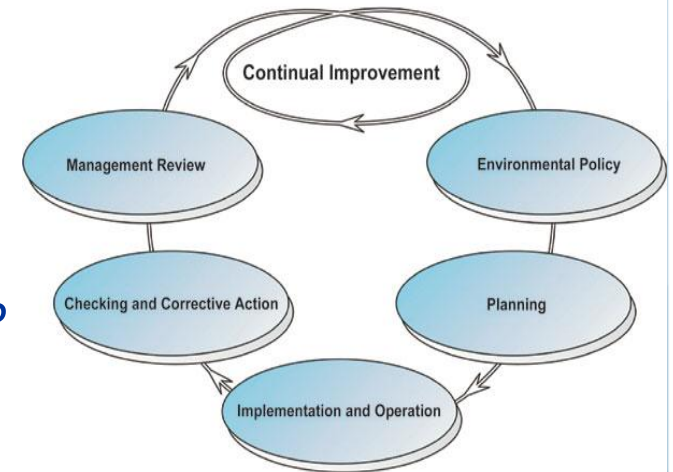 Continual Improvement
Management Review
Environmental Policy
Checking and Corrective Action
Planning
Implementation and Operation